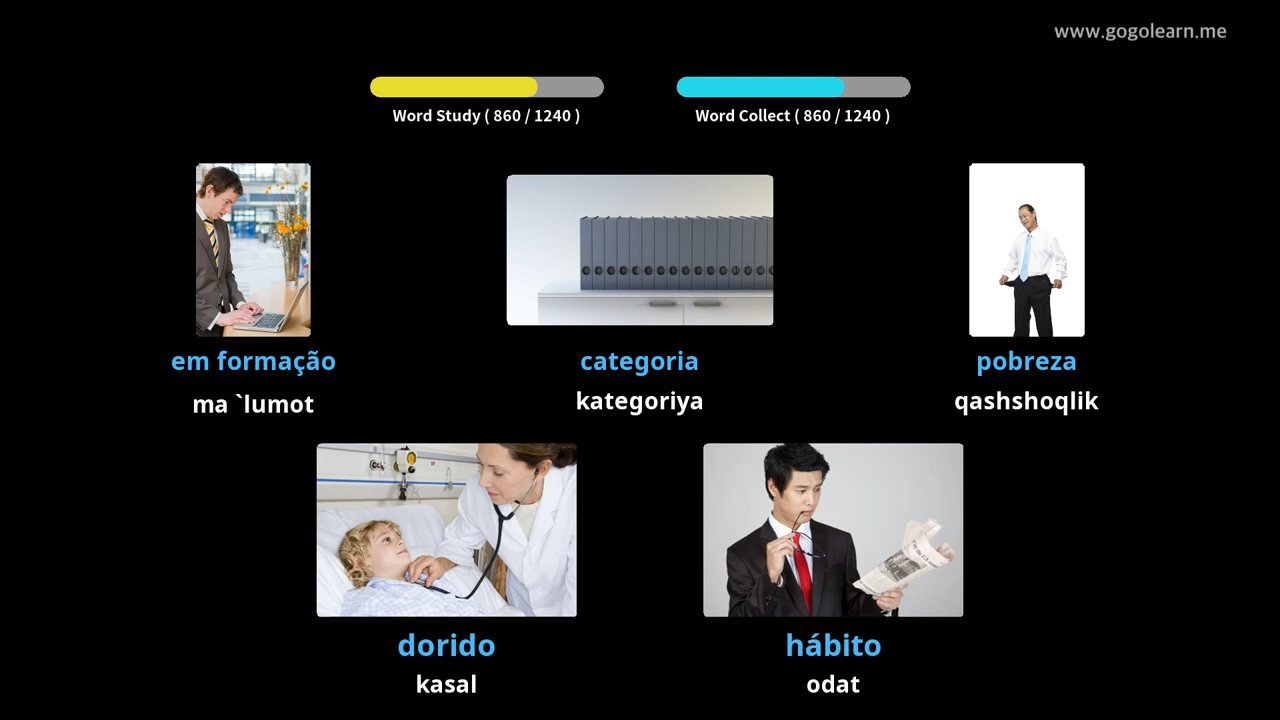 www.gogolearn.me
Word Study ( 860 / 1240 )
Word Collect ( 860 / 1240 )
em formação
categoria
pobreza
ma `lumot
kategoriya
qashshoqlik
dorido
hábito
kasal
odat